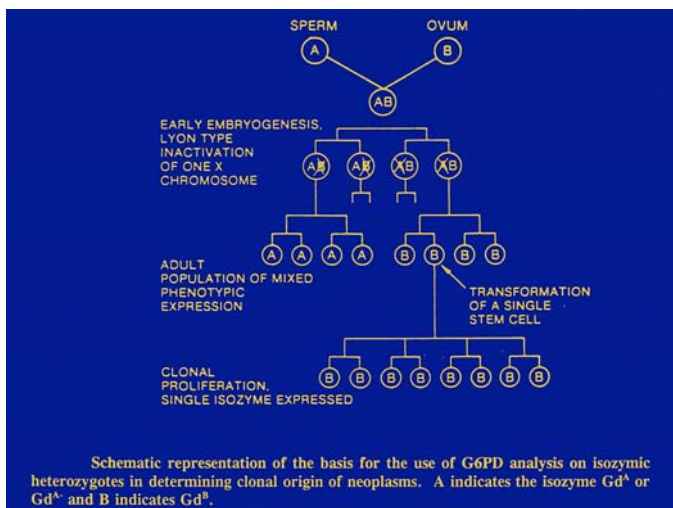 SPERM OVUM
A B
AB
EARLY EMBRYOGENESIS,
LYON TYPE
INACTIVATION
OF ONE X
CHROMOSOME
AB AB AB AB
A A A A B B B B
ADULT
POPULATION OF MIXED
PHENOTYPIC
EXPRESSION
TRANSFORMATION
OF A SINGLE
STEM CELL
B B B B B B B B
CLONAL
PROLIFERATION,
SINGLE ISOZYME EXPRESSED
Schematic representation of the basis for the use of G6PD analysis on isozymic
heterozygotes in determining clonal origin of neoplasms. A indicates the isozyme Gd^A or
Gd^A- and B indicates Gd^B.